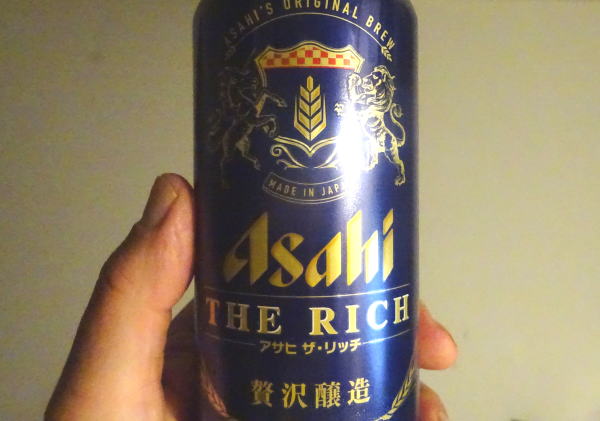 ASAHI'S ORIGINAL BREW
MADE IN JAPAN
Asahi
THE RICH
アサヒ ザ・リッチ
贅沢醸造